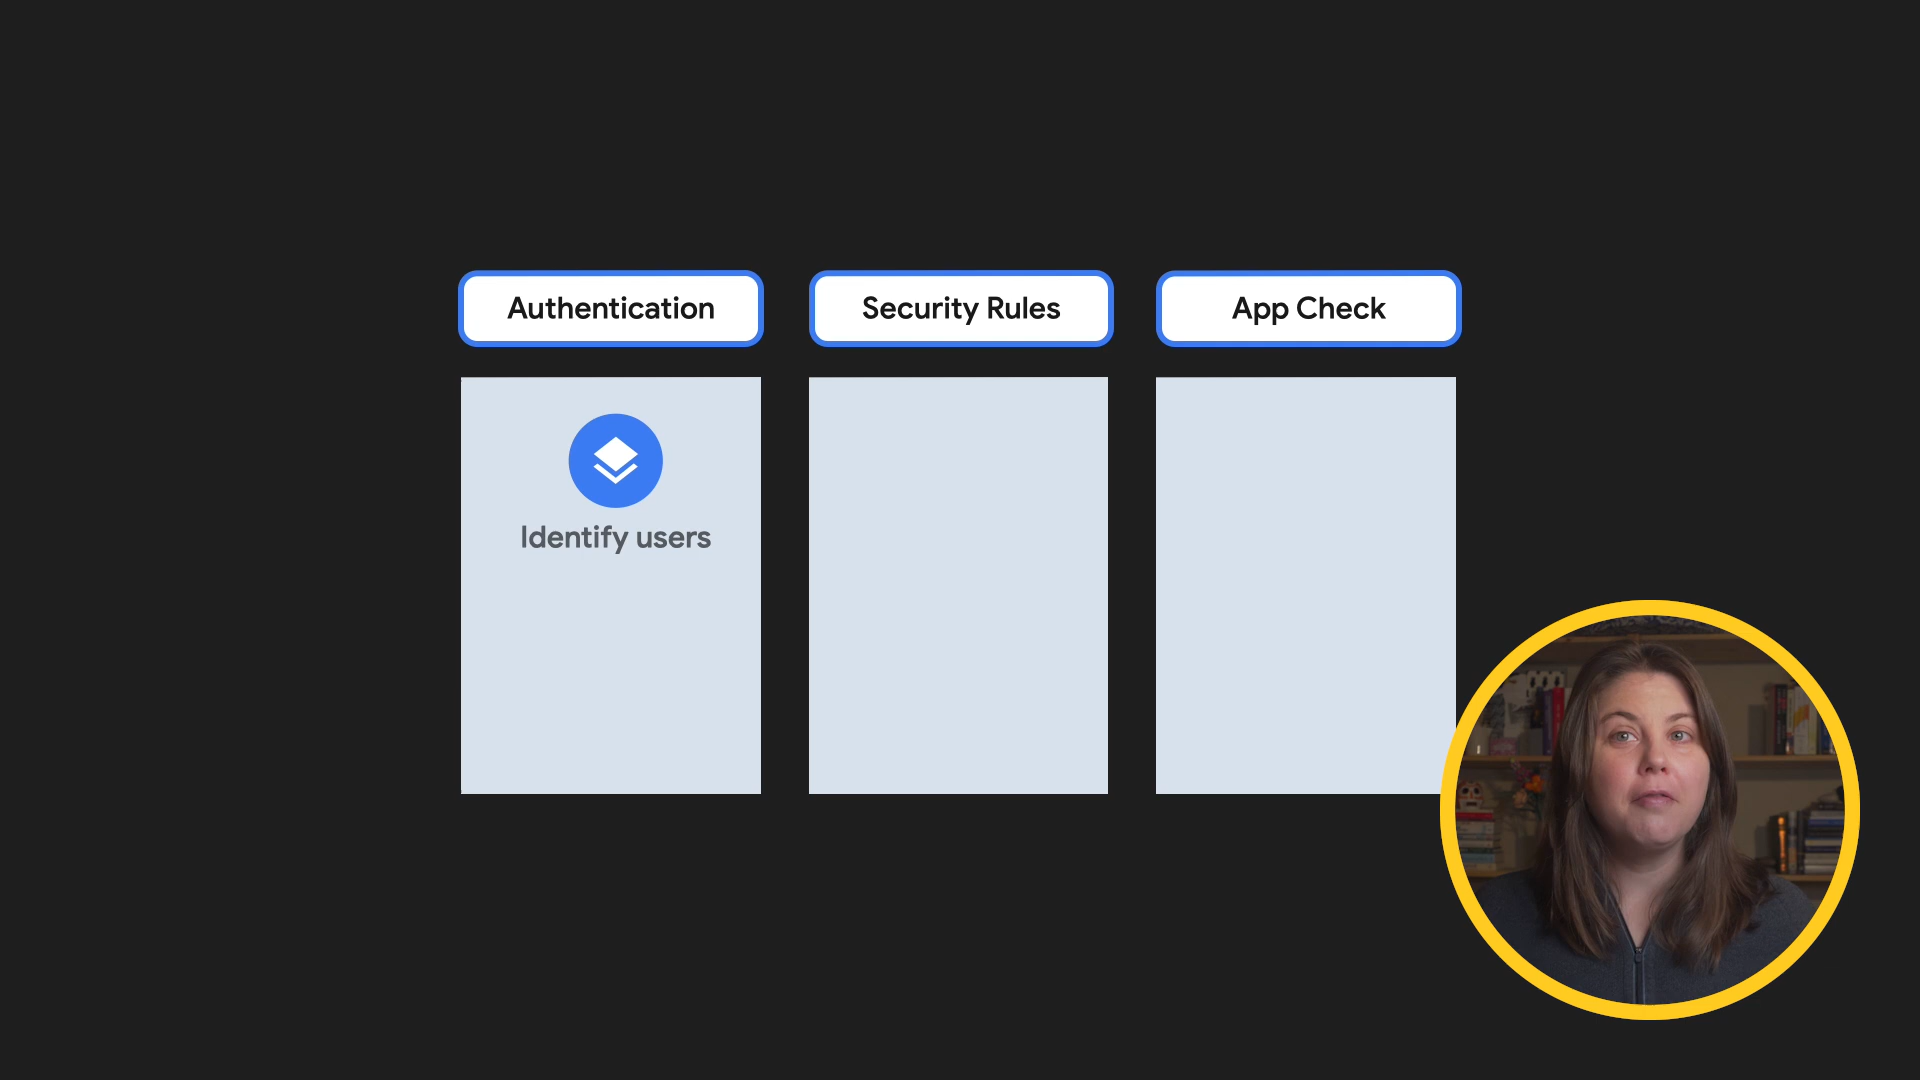 Authentication
Security Rules
App Check
Identify users